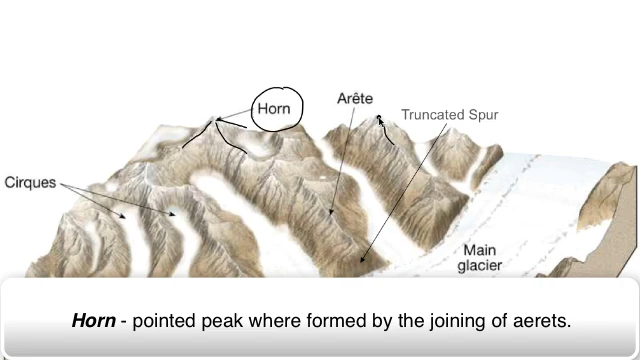 Horn
Arête
Truncated Spur
Cirques
Main
glacier
Horn - pointed peak where formed by the joining of aerets.